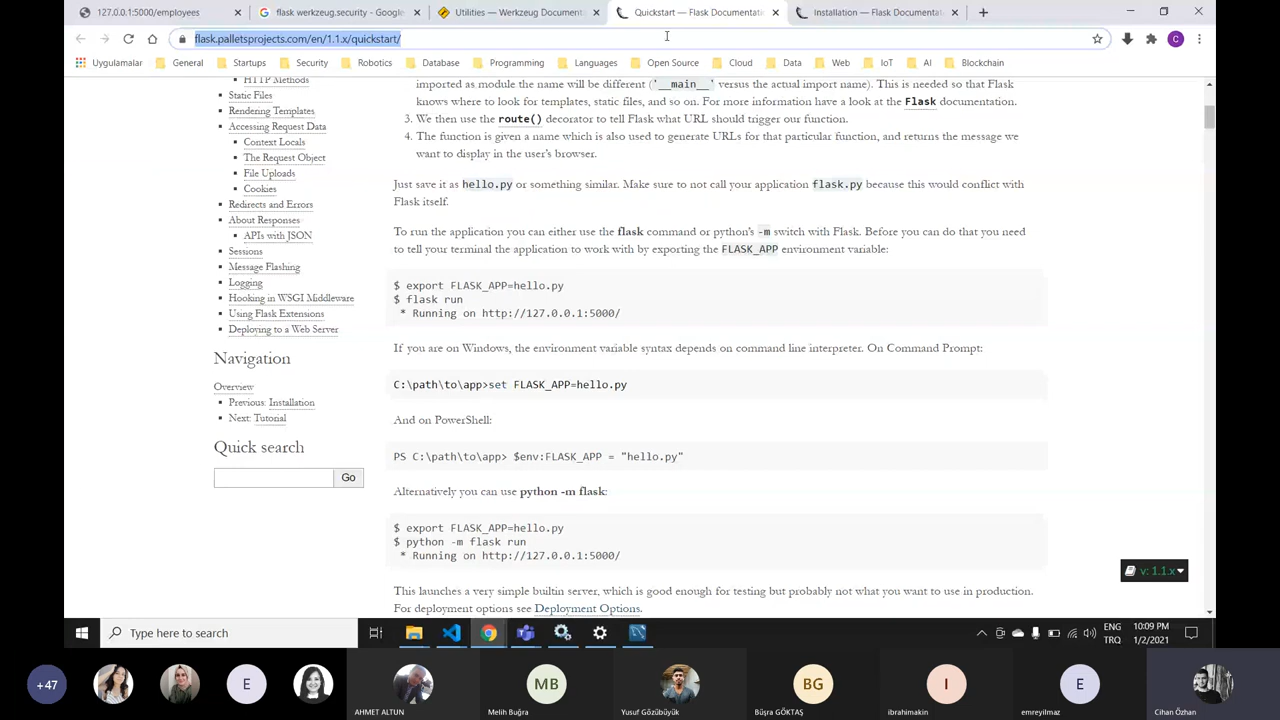 127.0.0.1:5000/employees
flask werkzeug.security - Google
Utilities — Werkzeug Document
Quickstart — Flask Documentat
Installation — Flask Documentat
flask.palletsprojects.com/en/1.1.x/quickstart/
C
Uygulamalar
General
Startups
Security
Robotics
Database
Programming
Languages
Open Source
Cloud
Data
Web
IoT
AI
Blockchain
HTTP Methods
Static Files
Rendering Templates
Accessing Request Data
Context Locals
The Request Object
File Uploads
Cookies
Redirects and Errors
About Responses
APIs with JSON
Sessions
Message Flashing
Logging
Hooking in WSGI Middleware
Using Flask Extensions
Deploying to a Web Server
Navigation
Overview
Previous: Installation
Next: Tutorial
Quick search
Go
imported as module the name will be different ('__main__' versus the actual import name). This is needed so that Flask
knows where to look for templates, static files, and so on. For more information have a look at the Flask documentation.
3. We then use the route() decorator to tell Flask what URL should trigger our function.
4. The function is given a name which is also used to generate URLs for that particular function, and returns the message we
want to display in the user's browser.
Just save it as hello.py or something similar. Make sure to not call your application flask.py because this would conflict with
Flask itself.
To run the application you can either use the flask command or python's -m switch with Flask. Before you can do that you need
to tell your terminal the application to work with by exporting the FLASK_APP environment variable:
$ export FLASK_APP=hello.py
$ flask run
* Running on http://127.0.0.1:5000/
If you are on Windows, the environment variable syntax depends on command line interpreter. On Command Prompt:
C:\path\to\app>set FLASK_APP=hello.py
And on PowerShell:
PS C:\path\to\app> $env:FLASK_APP = "hello.py"
Alternatively you can use python -m flask:
$ export FLASK_APP=hello.py
$ python -m flask run
* Running on http://127.0.0.1:5000/
This launches a very simple builtin server, which is good enough for testing but probably not what you want to use in production.
For deployment options see Deployment Options.
v: 1.1.x
Type here to search
ENG
TRQ
10:09 PM
1/2/2021
+47
E
AHMET ALTUN
MB
Melih Buğra
Yusuf Gözübüyük
BG
Büşra GÖKTAŞ
I
ibrahimakin
E
emreyilmaz
Cihan Özhan